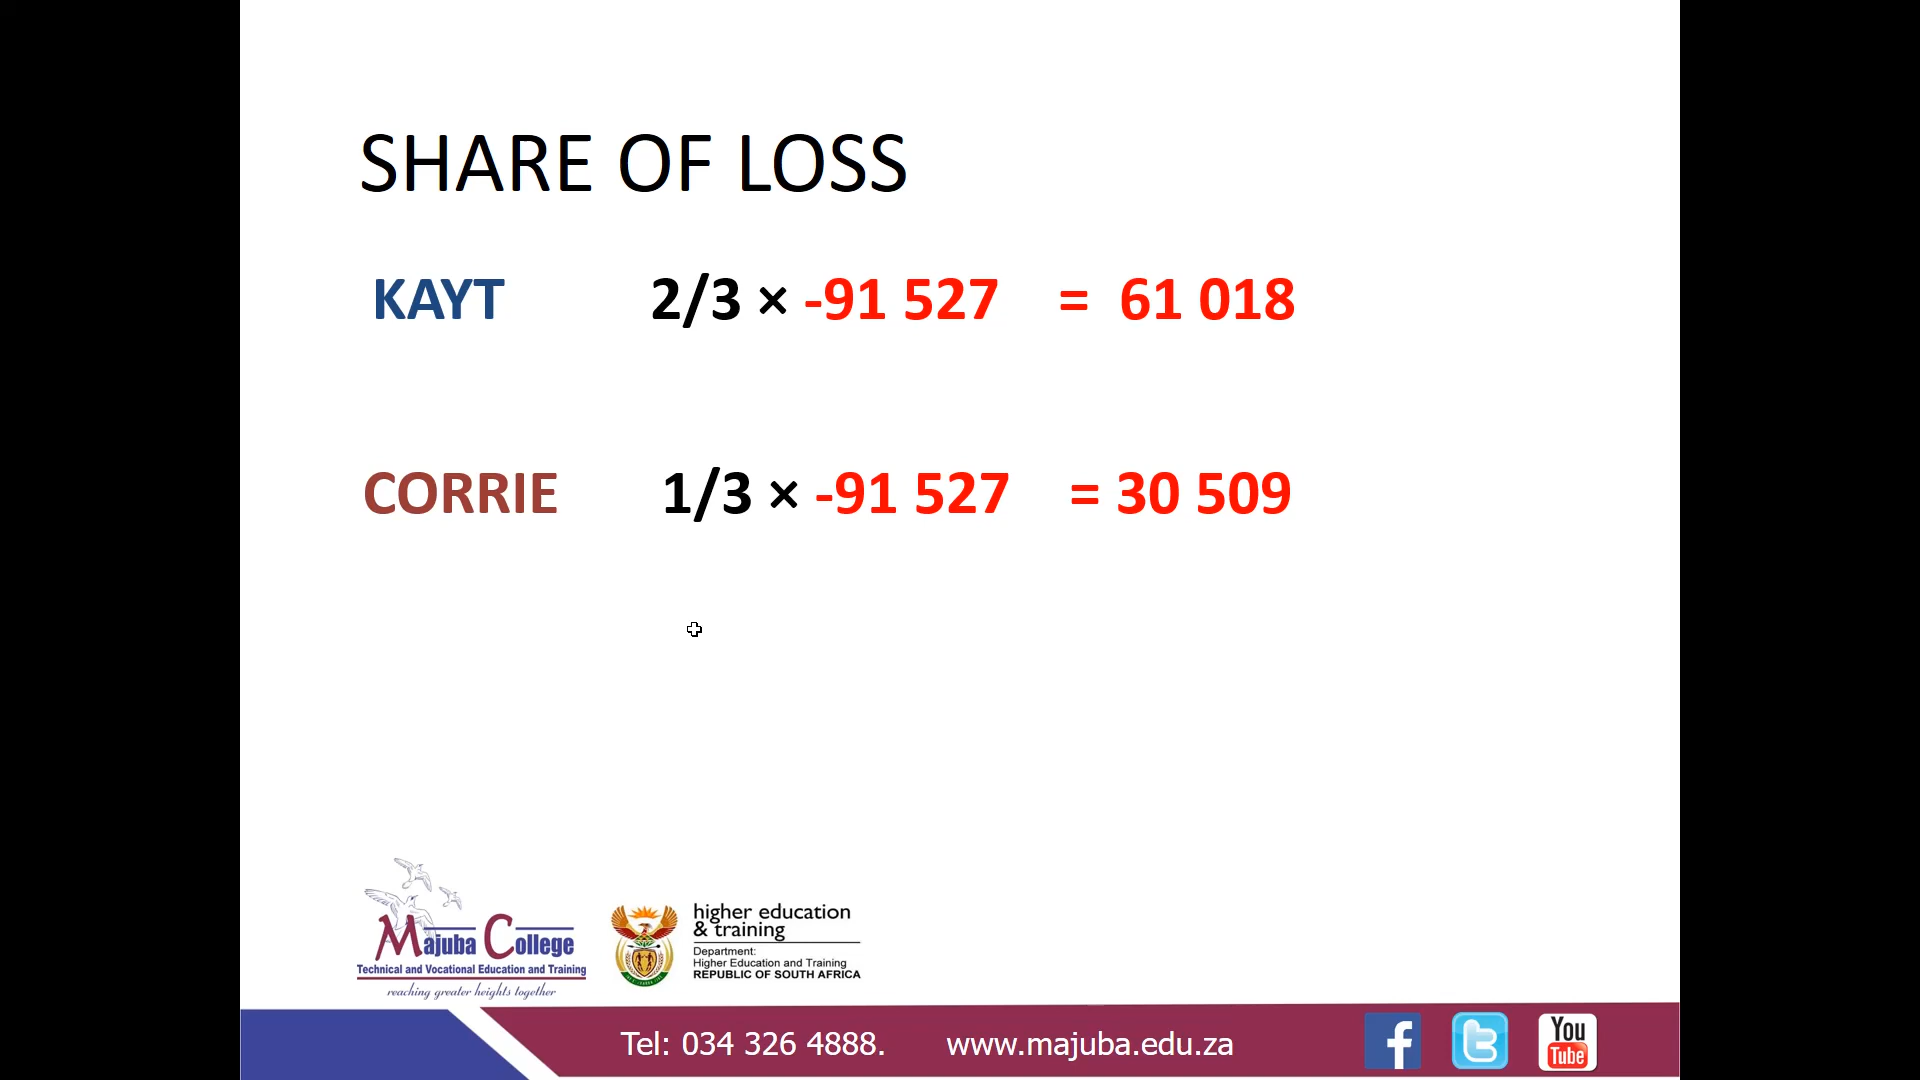 SHARE OF LOSS
KAYT 2/3 × -91 527 = 61 018
CORRIE 1/3 × -91 527 = 30 509
Majuba College
Technical and Vocational Education and Training
reaching greater heights together
higher education
& training
Department:
Higher Education and Training
REPUBLIC OF SOUTH AFRICA
Tel: 034 326 4888. www.majuba.edu.za
f
t
You
Tube